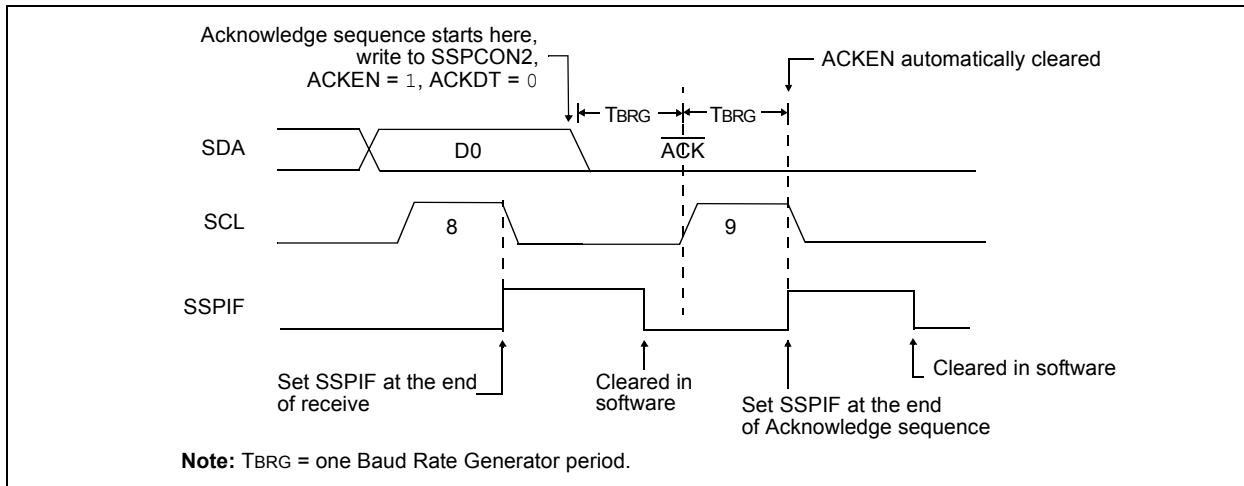 Acknowledge sequence starts here,
write to SSPCON2,
ACKEN = 1, ACKDT = 0
ACKEN automatically cleared
TBRG
TBRG
SDA
D0
ACK
SCL
8
9
SSPIF
Set SSPIF at the end
of receive
Cleared in
software
Set SSPIF at the end
of Acknowledge sequence
Cleared in software
Note: TBRG = one Baud Rate Generator period.